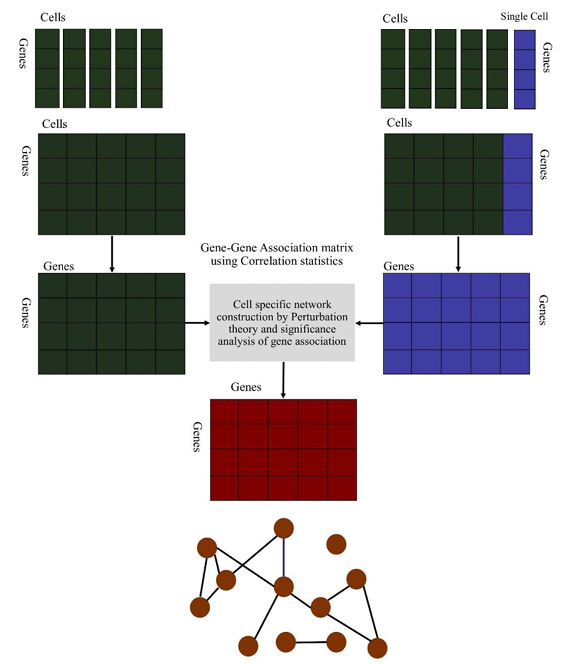 Cells
Cells
Single Cell
Genes
Genes
Cells
Cells
Genes
Genes
Gene-Gene Association matrix
using Correlation statistics
Genes
Genes
Genes
Genes
Cell specific network
construction by Perturbation
theory and significance
analysis of gene association
Genes
Genes